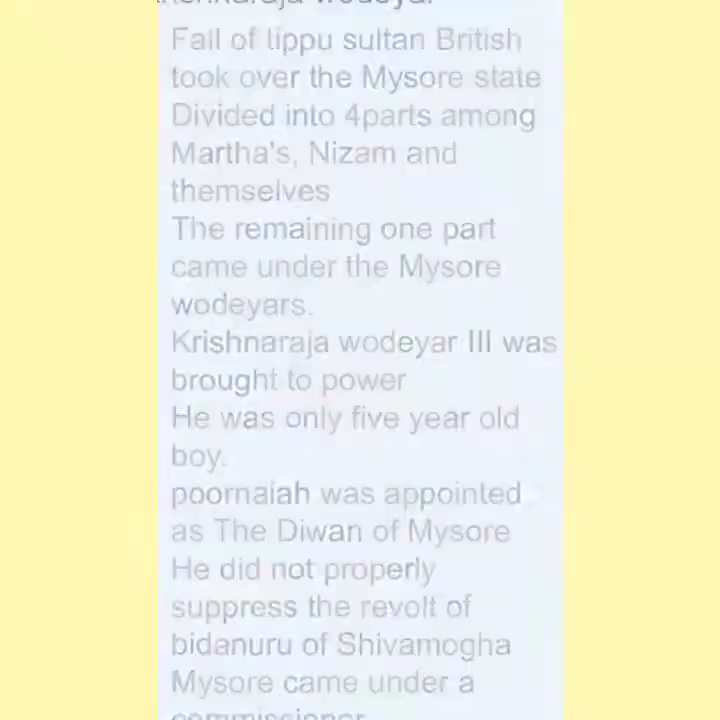 wodeyar
Fall of lippu sultan British
took over the Mysore state
Divided into 4parts among
Martha's, Nizam and
themselves
The remaining one part
came under the Mysore
wodeyars.
Krishnaraja wodeyar III was
brought to power
He was only five year old
boy.
poornaiah was appointed
as The Diwan of Mysore
He did not properly
suppress the revolt of
bidanuru of Shivamogha
Mysore came under a
commissioner